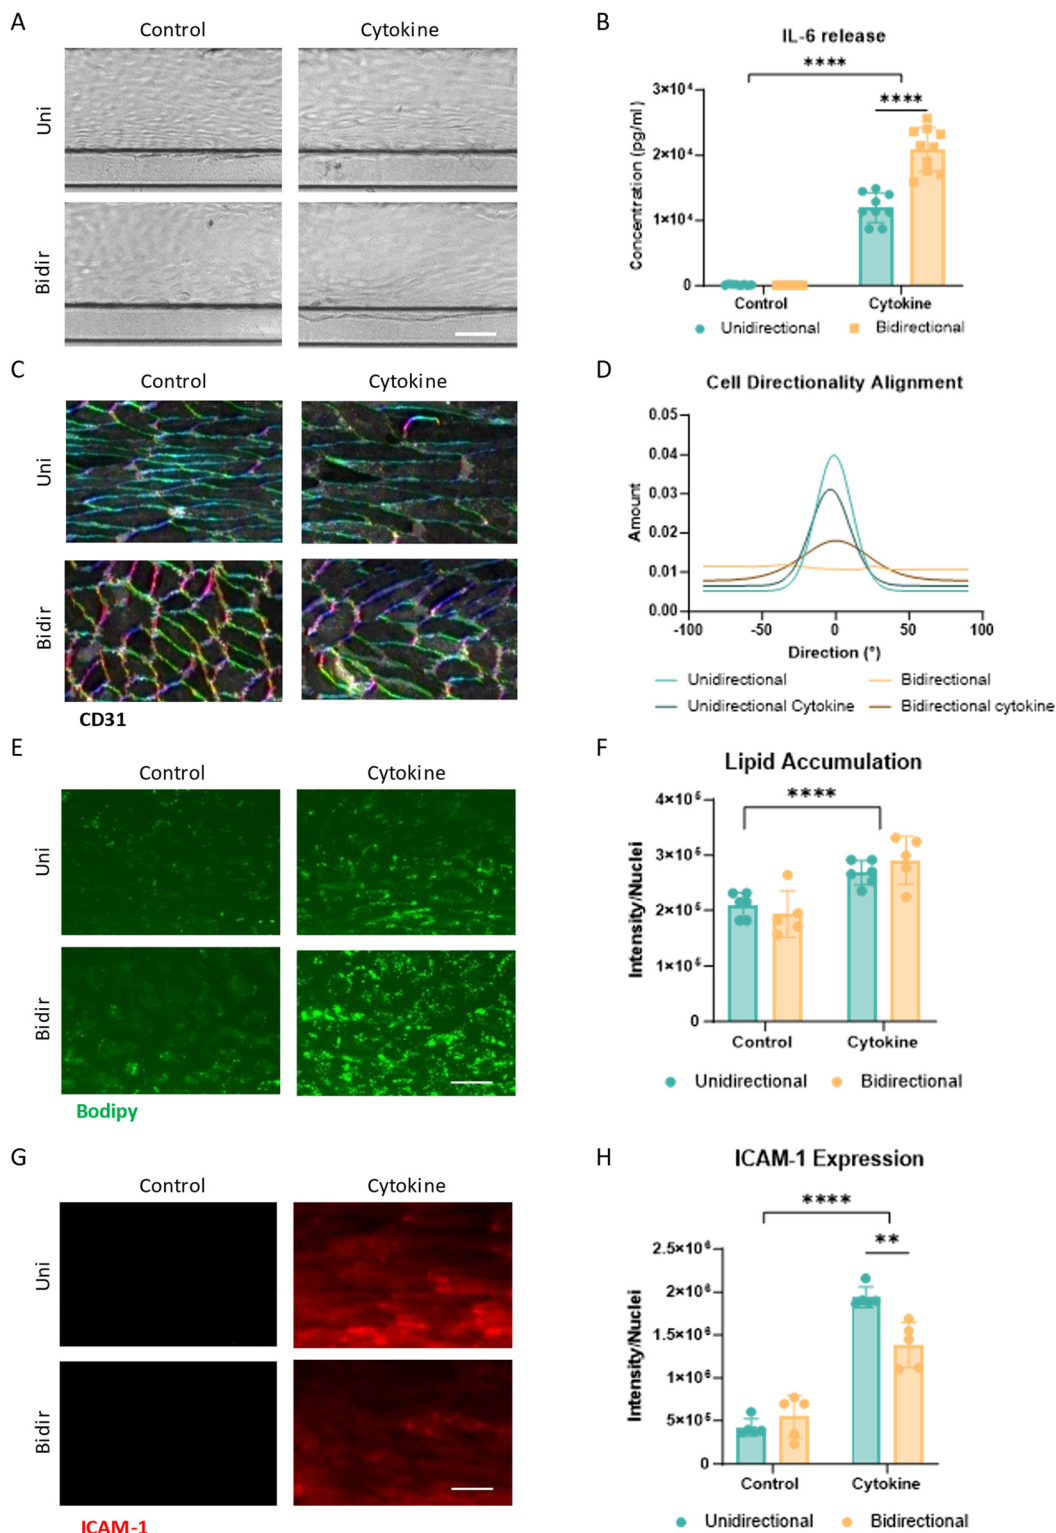 A
Control
Cytokine
Uni
Bidir
B
IL-6 release
****
****
Concentration (pg/ml)
3×10⁴
2×10⁴
1×10⁴
0
Control
Cytokine
Unidirectional
Bidirectional
C
Control
Cytokine
Uni
Bidir
CD31
D
Cell Directionality Alignment
Amount
0.05
0.04
0.03
0.02
0.01
0.00
-100
-50
0
50
100
Direction (°)
Unidirectional
Bidirectional
Unidirectional Cytokine
Bidirectional cytokine
E
Control
Cytokine
Uni
Bidir
Bodipy
F
Lipid Accumulation
****
Intensity/Nuclei
4×10⁵
3×10⁵
2×10⁵
1×10⁵
0
Control
Cytokine
Unidirectional
Bidirectional
G
Control
Cytokine
Uni
Bidir
ICAM-1
H
ICAM-1 Expression
****
**
Intensity/Nuclei
2.5×10⁶
2×10⁶
1.5×10⁶
1×10⁶
5×10⁵
0
Control
Cytokine
Unidirectional
Bidirectional